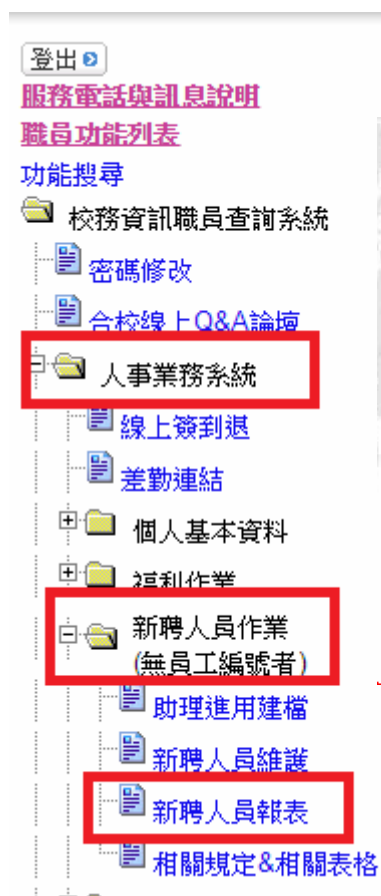 登出
服務電話與訊息說明
職員功能列表
功能搜尋
校務資訊職員查詢系統
密碼修改
合校線上Q&A論壇
人事業務系統
線上簽到退
差勤連結
個人基本資料
福利作業
新聘人員作業
(無員工編號者)
助理進用建檔
新聘人員維護
新聘人員報表
相關規定&相關表格